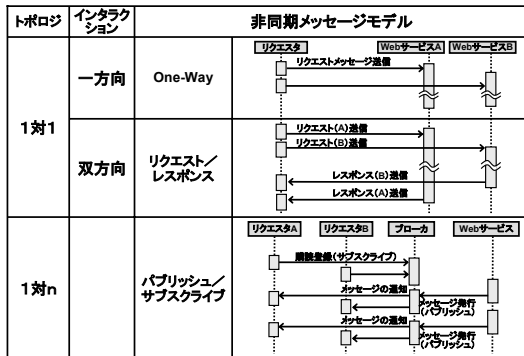 トポロジ
インタラクション
非同期メッセージモデル
1対1
一方向
One-Way
リクエスタ
WebサービスA
WebサービスB
リクエストメッセージ送信
双方向
リクエスト/
レスポンス
リクエスト(A)送信
リクエスト(B)送信
レスポンス(B)送信
レスポンス(A)送信
1対n
パブリッシュ/
サブスクライブ
リクエスタA
リクエスタB
ブローカ
Webサービス
購読登録(サブスクライブ)
メッセージの通知
メッセージ発行
(パブリッシュ)
メッセージの通知
メッセージ発行
(パブリッシュ)